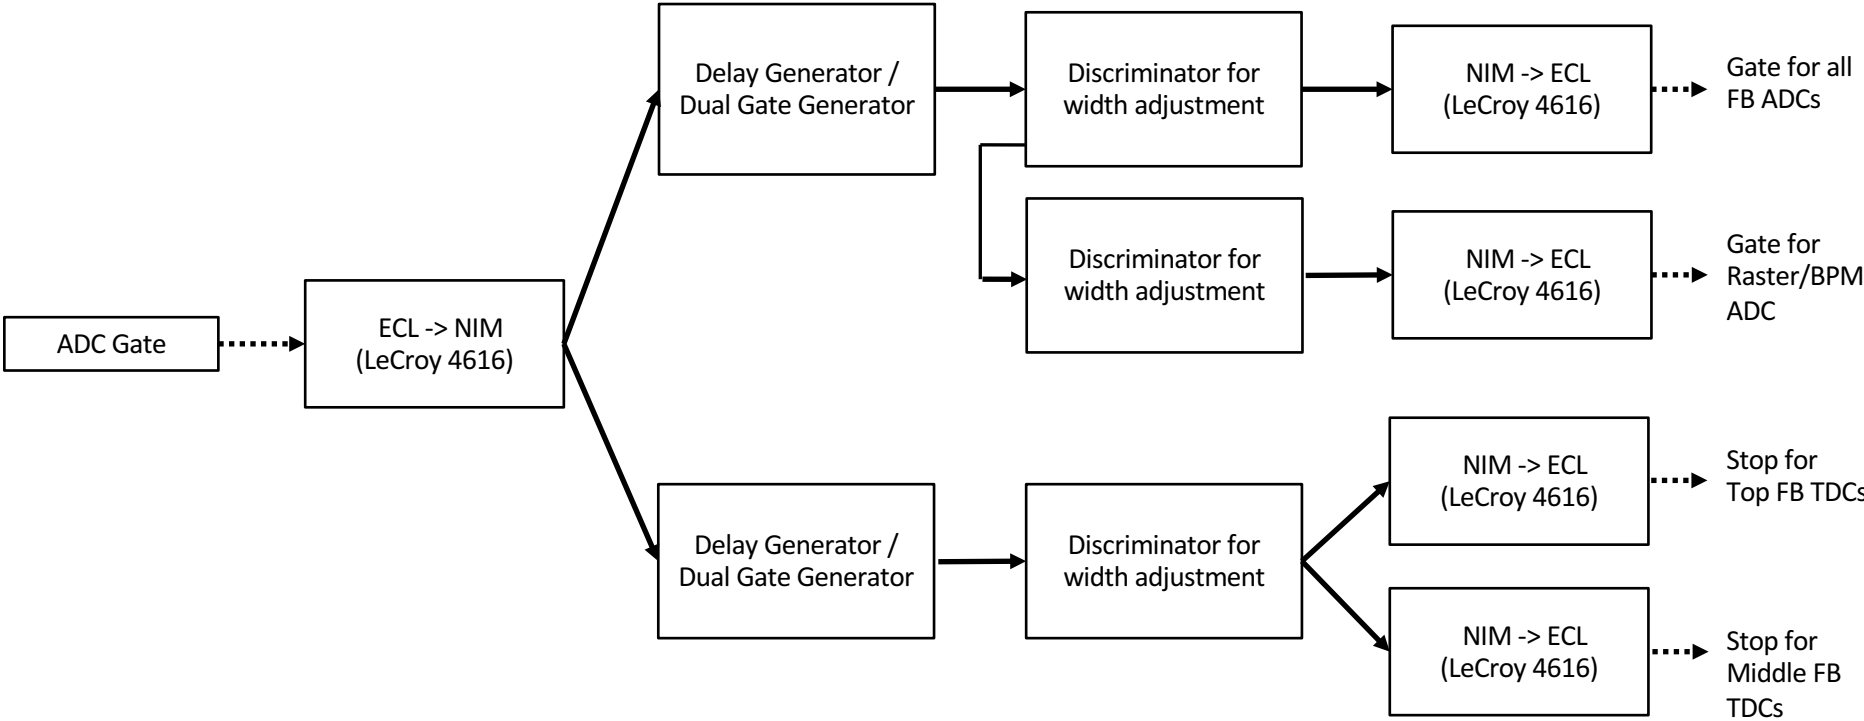 ADC Gate
ECL -> NIM
(LeCroy 4616)
Delay Generator /
Dual Gate Generator
Discriminator for
width adjustment
NIM -> ECL
(LeCroy 4616)
Gate for all
FB ADCs
Discriminator for
width adjustment
NIM -> ECL
(LeCroy 4616)
Gate for
Raster/BPM
ADC
Delay Generator /
Dual Gate Generator
Discriminator for
width adjustment
NIM -> ECL
(LeCroy 4616)
Stop for
Top FB TDCs
NIM -> ECL
(LeCroy 4616)
Stop for
Middle FB
TDCs